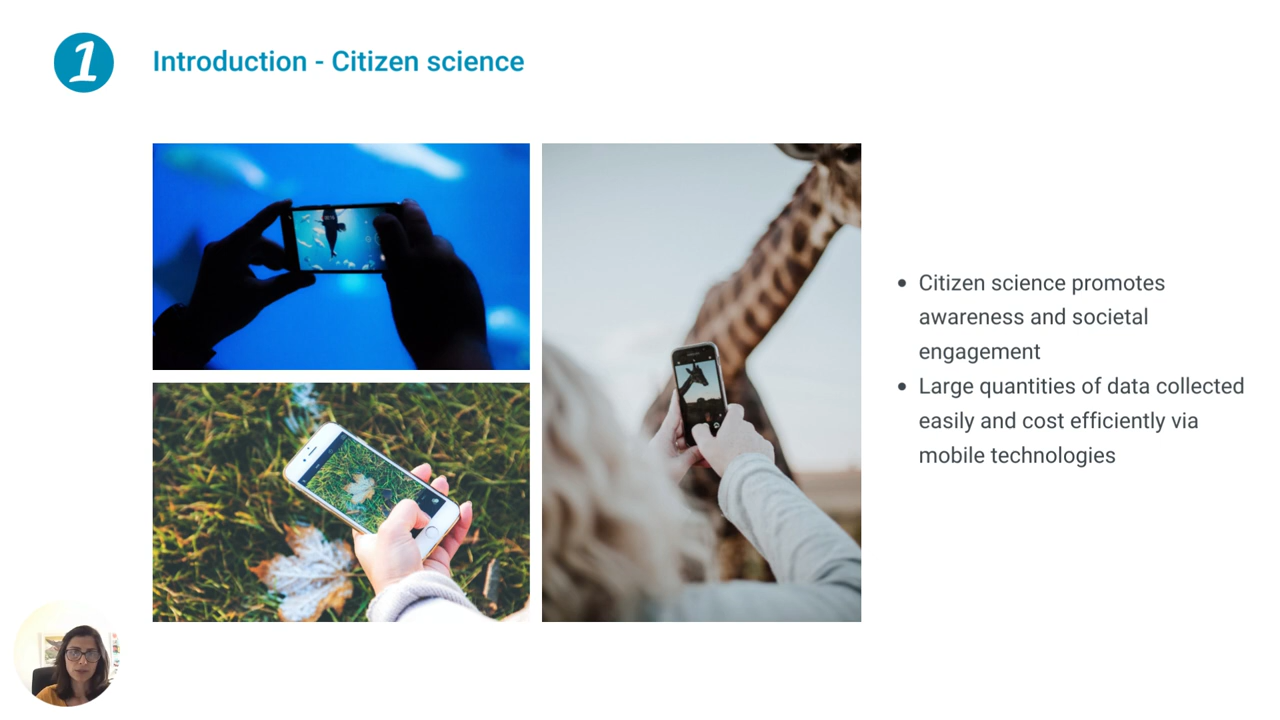 1
Introduction - Citizen science
Citizen science promotes
awareness and societal
engagement
Large quantities of data collected
easily and cost efficiently via
mobile technologies